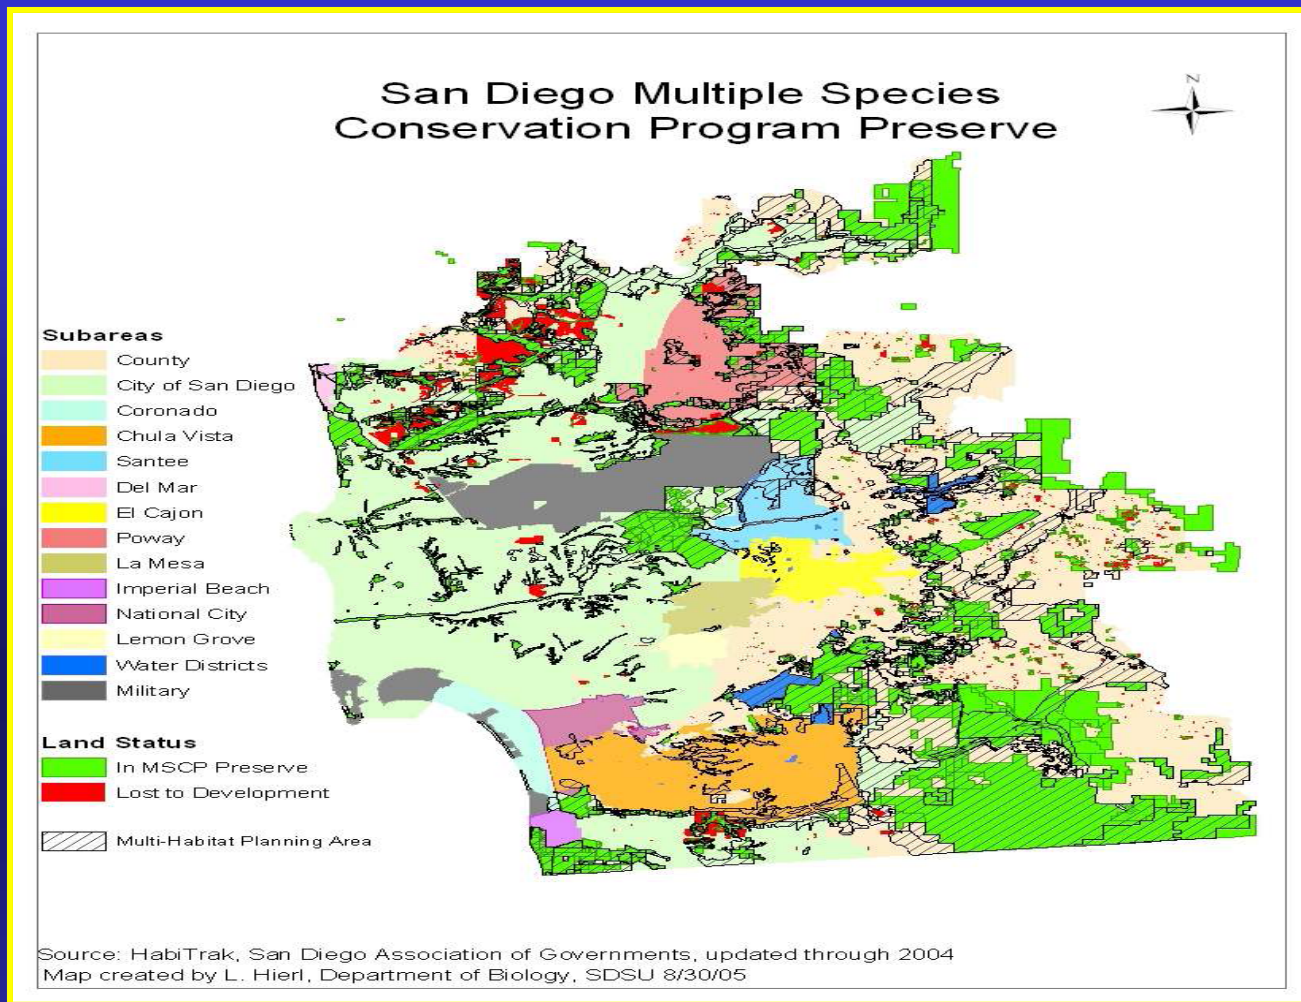 San Diego Multiple Species
Conservation Program Preserve
N
Subareas
County
City of San Diego
Coronado
Chula Vista
Santee
Del Mar
El Cajon
Poway
La Mesa
Imperial Beach
National City
Lemon Grove
Water Districts
Military
Land Status
In MSCP Preserve
Lost to Development
Multi-Habitat Planning Area
Source: HabiTrak, San Diego Association of Governments, updated through 2004
Map created by L. Hierl, Department of Biology, SDSU 8/30/05